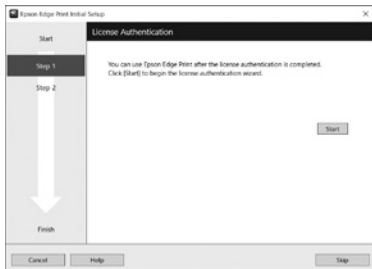 Epson Edge Print Initial Setup
Start
Step 1
Step 2
Finish
License Authentication
You can use Epson Edge Print after the license authentication is completed.
Click [Start] to begin the license authentication wizard.
Start
Cancel
Help
Skip